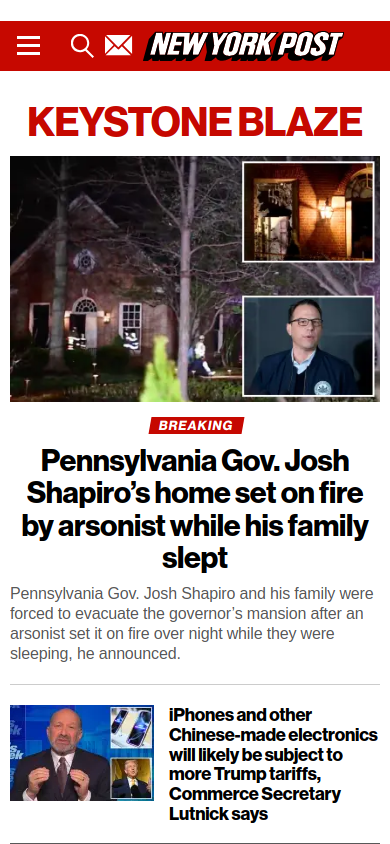 NEW YORK POST
KEYSTONE BLAZE
BREAKING
Pennsylvania Gov. Josh
Shapiro’s home set on fire
by arsonist while his family
slept
Pennsylvania Gov. Josh Shapiro and his family were
forced to evacuate the governor’s mansion after an
arsonist set it on fire over night while they were
sleeping, he announced.
iPhones and other
Chinese-made electronics
will likely be subject to
more Trump tariffs,
Commerce Secretary
Lutnick says